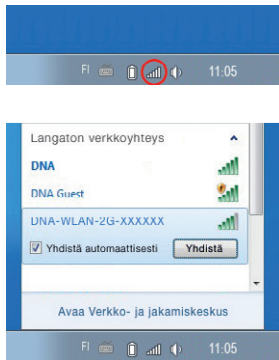 FI 11:05
Langaton verkkoyhteys
DNA
DNA Guest
DNA-WLAN-2G-XXXXXX
Yhdistä automaattisesti Yhdistä
Avaa Verkko- ja jakamiskeskus
FI 11:05